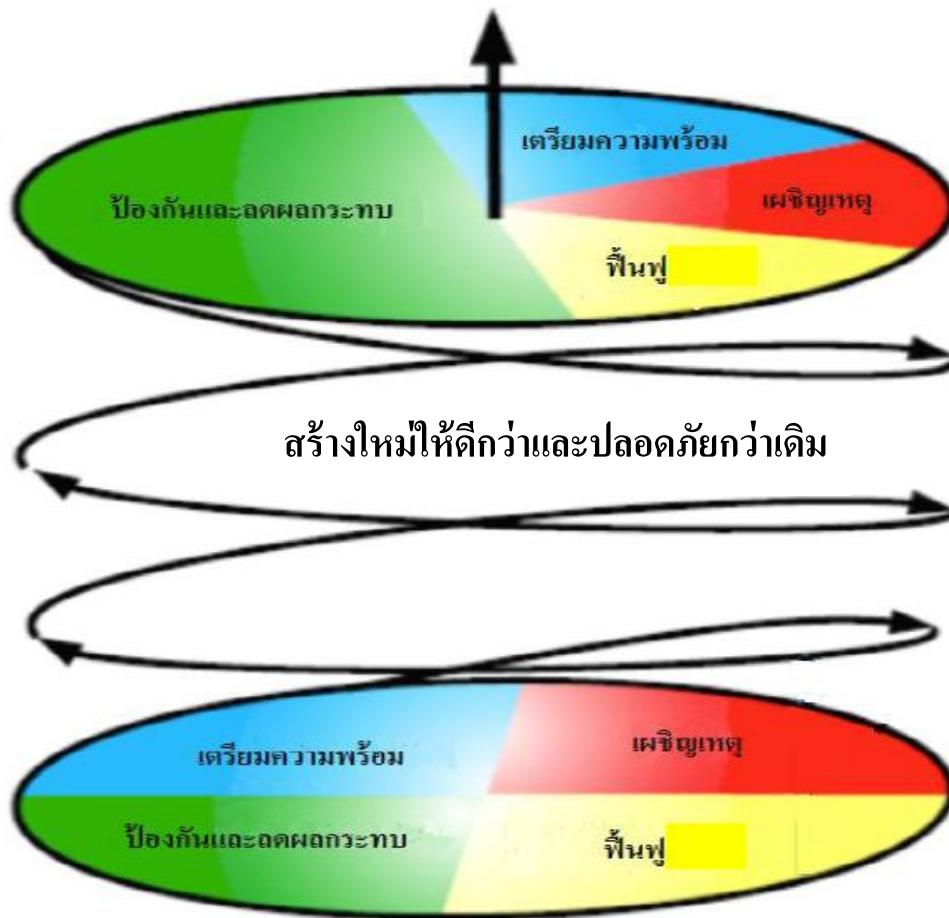 เตรียมความพร้อม
ป้องกันและลดผลกระทบ
เผชิญเหตุ
ฟื้นฟู
สร้างใหม่ให้ดีกว่าและปลอดภัยกว่าเดิม
เตรียมความพร้อม
เผชิญเหตุ
ป้องกันและลดผลกระทบ
ฟื้นฟู